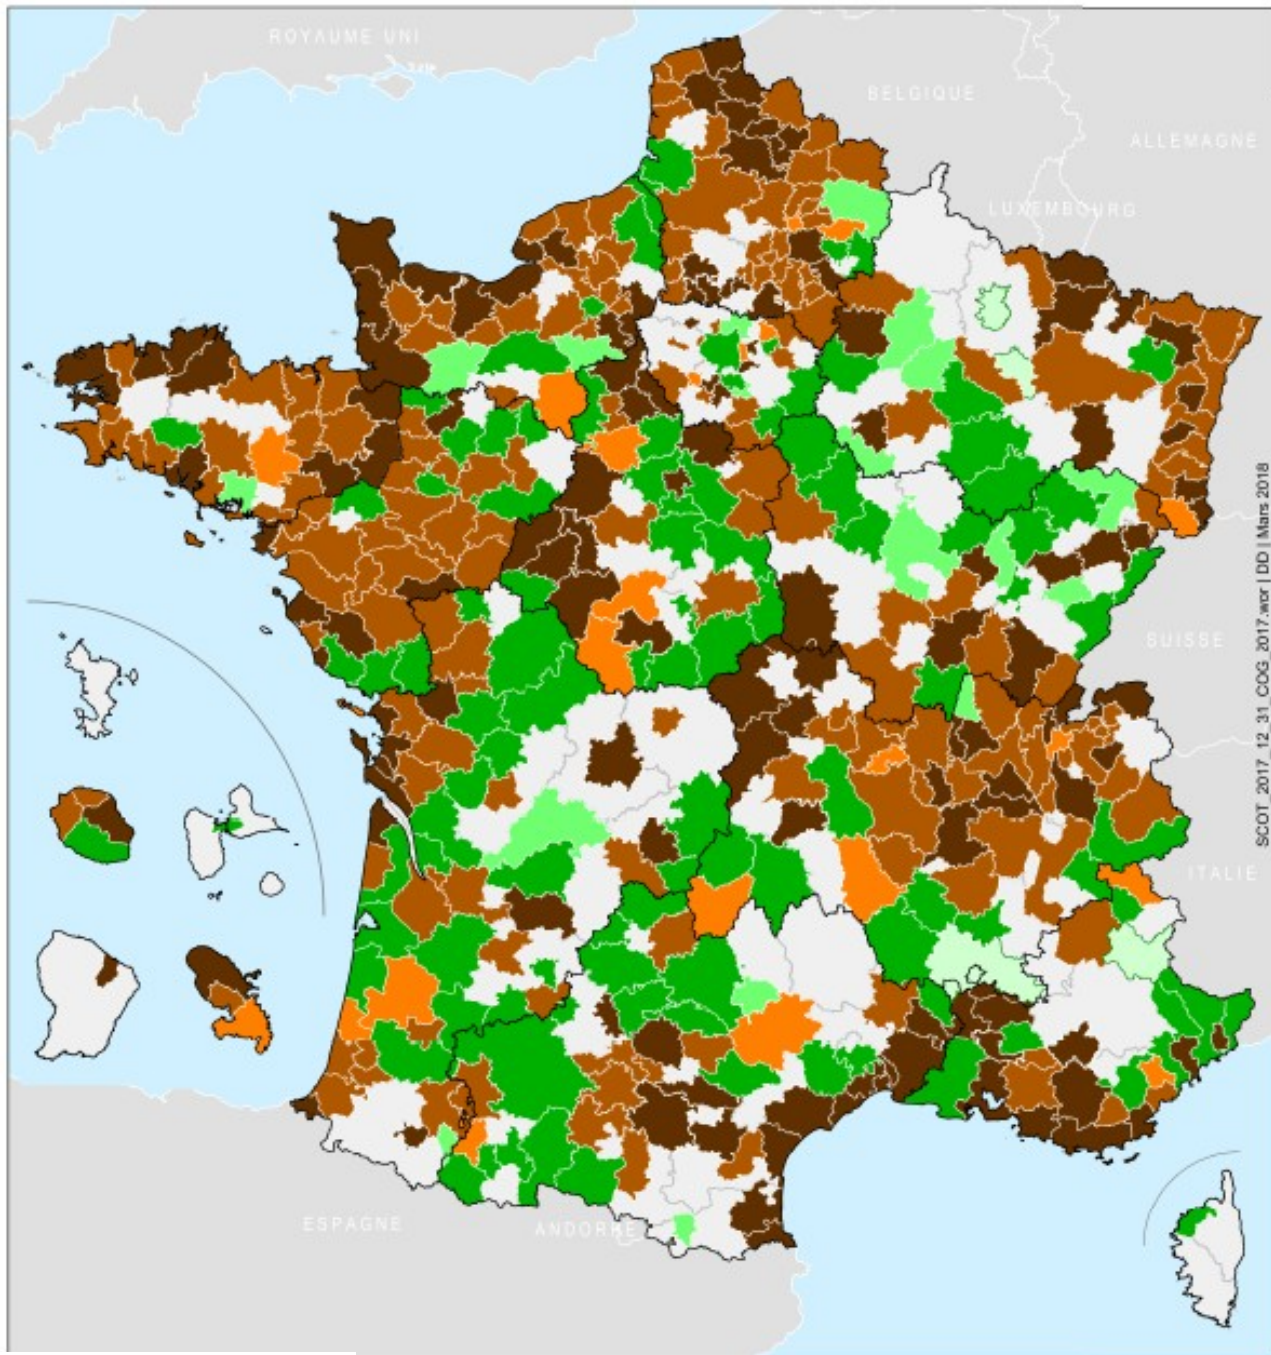 ROYAUME UNI
BELGIQUE
ALLEMAGNE
LUXEMBOURG
SCOT_2017_12_31_COG_2017.wor | DD | Mars 2018
SUISSE
ITALIE
ESPAGNE
ANDORRE